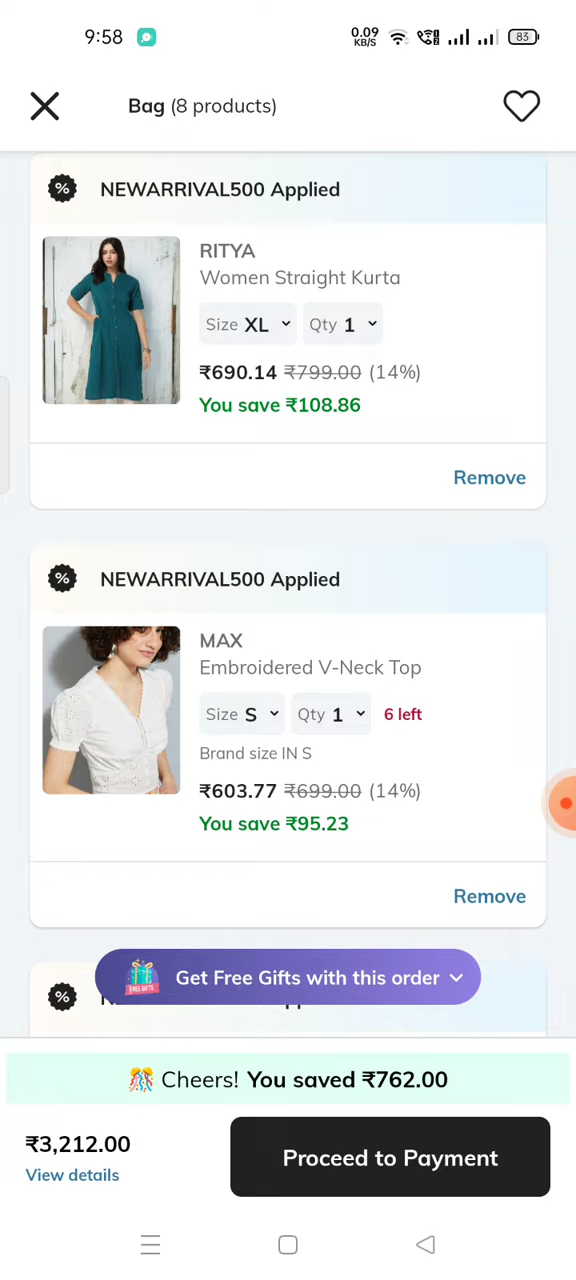 9:58
0.09
KB/S
83
Bag (8 products)
NEWARRIVAL500 Applied
RITYA
Women Straight Kurta
Size XL Qty 1
₹690.14 ₹799.00 (14%)
You save ₹108.86
Remove
NEWARRIVAL500 Applied
MAX
Embroidered V-Neck Top
Size S Qty 1 6 left
Brand size IN S
₹603.77 ₹699.00 (14%)
You save ₹95.23
Remove
FREE GIFTS
Get Free Gifts with this order
Cheers! You saved ₹762.00
₹3,212.00
View details
Proceed to Payment